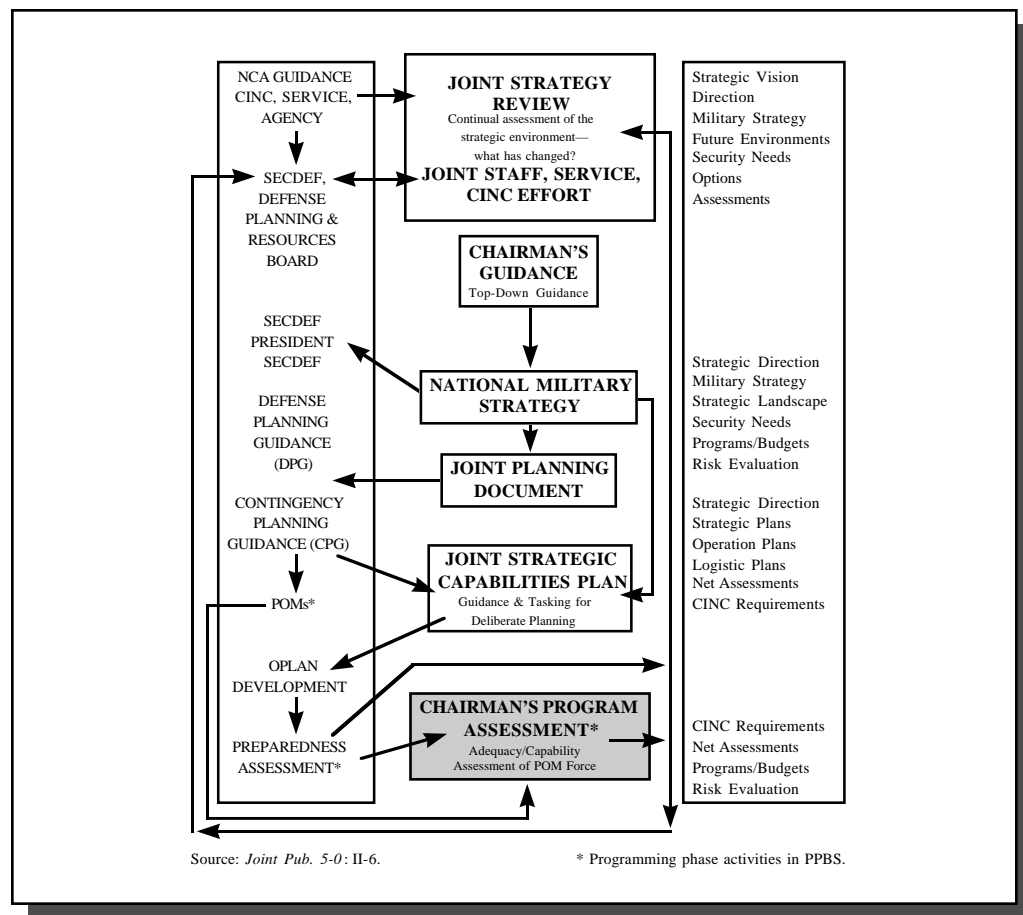 NCA GUIDANCE
CINC, SERVICE,
AGENCY
SECDEF,
DEFENSE
PLANNING &
RESOURCES
BOARD
SECDEF
PRESIDENT
SECDEF
DEFENSE
PLANNING
GUIDANCE
(DPG)
CONTINGENCY
PLANNING
GUIDANCE (CPG)
POMs*
OPLAN
DEVELOPMENT
PREPAREDNESS
ASSESSMENT*
JOINT STRATEGY
REVIEW
Continual assessment of the
strategic environment—
what has changed?
JOINT STAFF, SERVICE,
CINC EFFORT
CHAIRMAN'S
GUIDANCE
Top-Down Guidance
NATIONAL MILITARY
STRATEGY
JOINT PLANNING
DOCUMENT
JOINT STRATEGIC
CAPABILITIES PLAN
Guidance & Tasking for
Deliberate Planning
CHAIRMAN'S PROGRAM
ASSESSMENT*
Adequacy/Capability
Assessment of POM Force
Strategic Vision
Direction
Military Strategy
Future Environments
Security Needs
Options
Assessments
Strategic Direction
Military Strategy
Strategic Landscape
Security Needs
Programs/Budgets
Risk Evaluation
Strategic Direction
Strategic Plans
Operation Plans
Logistic Plans
Net Assessments
CINC Requirements
CINC Requirements
Net Assessments
Programs/Budgets
Risk Evaluation
Source: Joint Pub. 5-0: II-6.
* Programming phase activities in PPBS.